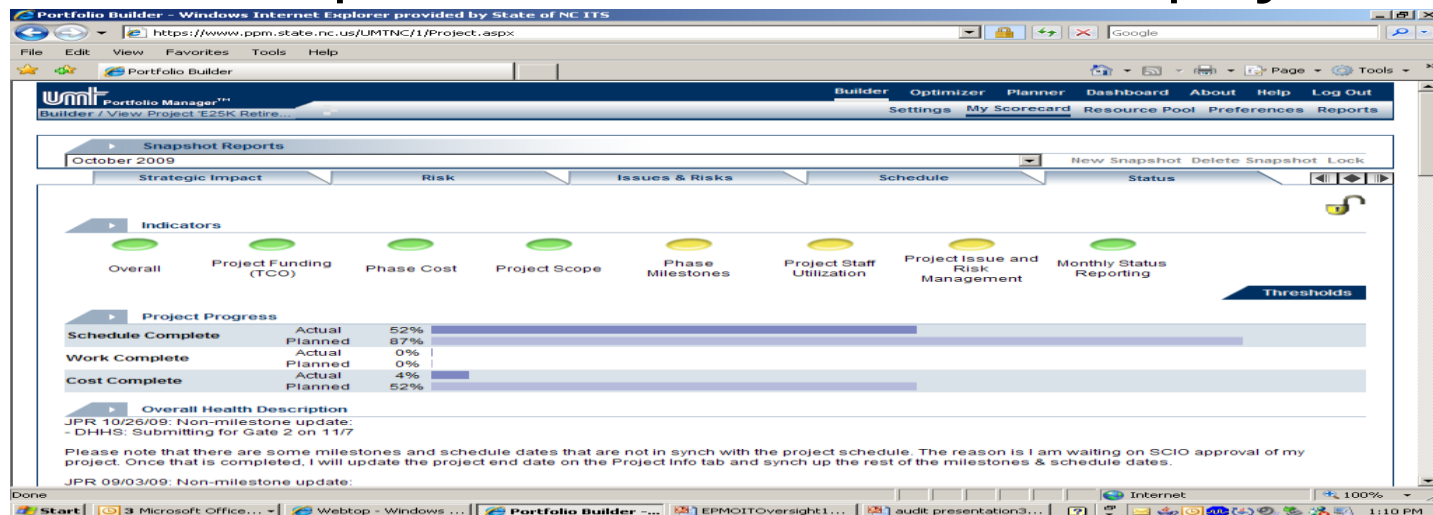 Portfolio Builder - Windows Internet Explorer provided by State of NC ITS
https://www.ppm.state.nc.us/UMTNC/1/Project.aspx
Google
File Edit View Favorites Tools Help
Portfolio Builder
Page Tools
umt Portfolio Manager™
Builder Optimizer Planner Dashboard About Help Log Out
Builder / View Project 'E25K Retire...
Settings My Scorecard Resource Pool Preferences Reports
Snapshot Reports
October 2009
New Snapshot Delete Snapshot Lock
Strategic Impact Risk Issues & Risks Schedule Status
Indicators
Overall
Project Funding (TCO)
Phase Cost
Project Scope
Phase Milestones
Project Staff Utilization
Project Issue and Risk Management
Monthly Status Reporting
Thresholds
Project Progress
Schedule Complete Actual 52%
Planned 87%
Work Complete Actual 0%
Planned 0%
Cost Complete Actual 4%
Planned 52%
Overall Health Description
JPR 10/26/09: Non-milestone update:
- DHHS: Submitting for Gate 2 on 11/7
Please note that there are some milestones and schedule dates that are not in synch with the project schedule. The reason is I am waiting on SCIO approval of my
project. Once that is completed, I will update the project end date on the Project Info tab and synch up the rest of the milestones & schedule dates.
JPR 09/03/09: Non-milestone update:
Done
Internet
100%
Start 3 Microsoft Office... Webtop - Windows ... Portfolio Builder -... EPMOITOversight1... audit presentation3... 1:10 PM